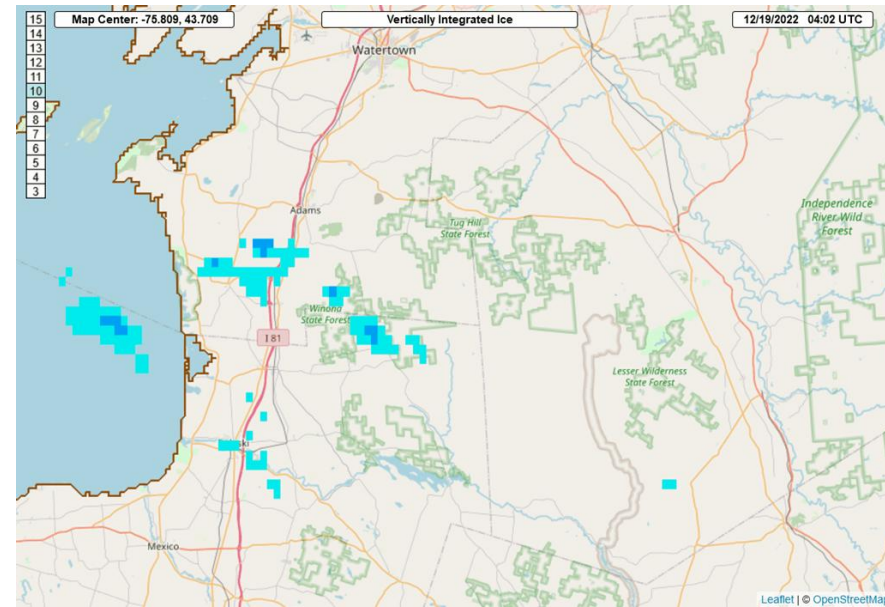 Map Center: -75.809, 43.709
Vertically Integrated Ice
12/19/2022 04:02 UTC
15
14
13
12
11
10
9
8
7
6
5
4
3
Watertown
Adams
Tug Hill
State Forest
Independence
River Wild
Forest
Winona
State Forest
I 81
Lesser Wilderness
State Forest
ski
Mexico
Leaflet | © OpenStreetMap